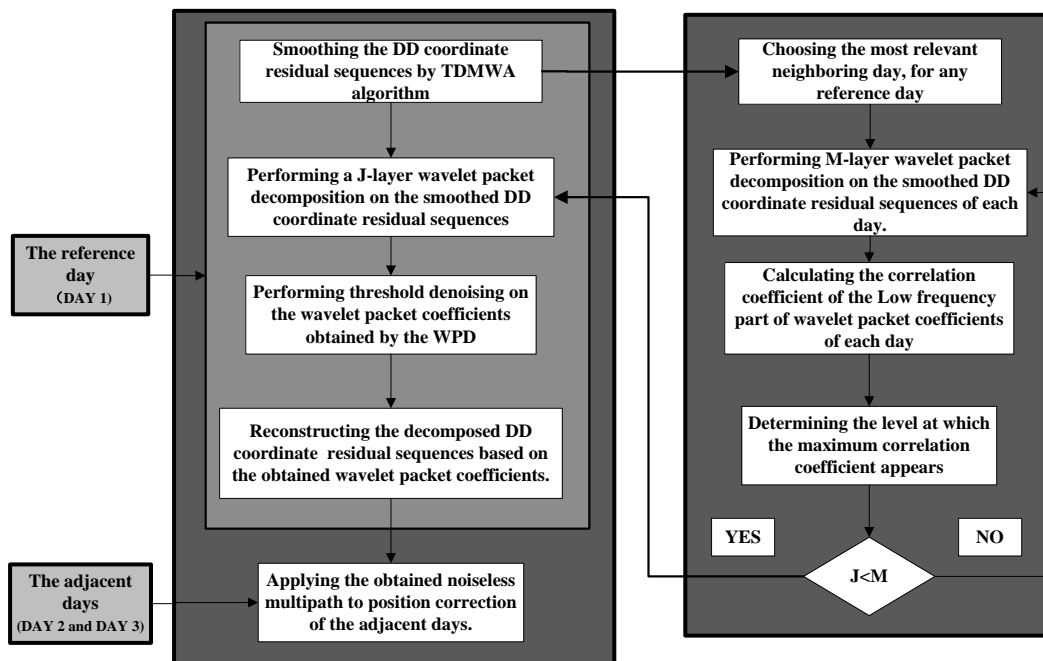 Smoothing the DD coordinate
residual sequences by TDMWA
algorithm
Performing a J-layer wavelet packet
decomposition on the smoothed DD
coordinate residual sequences
The reference
day
(DAY 1)
Performing threshold denoising on
the wavelet packet coefficients
obtained by the WPD
Reconstructing the decomposed DD
coordinate residual sequences based on
the obtained wavelet packet coefficients.
The adjacent
days
(DAY 2 and DAY 3)
Applying the obtained noiseless
multipath to position correction
of the adjacent days.
Choosing the most relevant
neighboring day, for any
reference day
Performing M-layer wavelet packet
decomposition on the smoothed DD
coordinate residual sequences of each
day.
Calculating the correlation
coefficient of the Low frequency
part of wavelet packet coefficients
of each day
Determining the level at which
the maximum correlation
coefficient appears
YES
NO
J<M